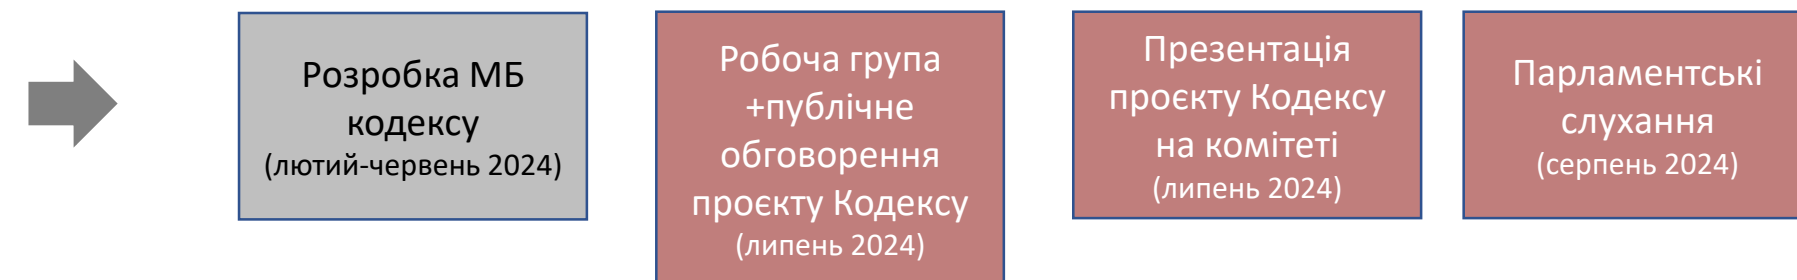 Розробка МБ
кодексу
(лютий-червень 2024)
Робоча група
+публічне
обговорення
проєкту Кодексу
(липень 2024)
Презентація
проєкту Кодексу
на комітеті
(липень 2024)
Парламентські
слухання
(серпень 2024)